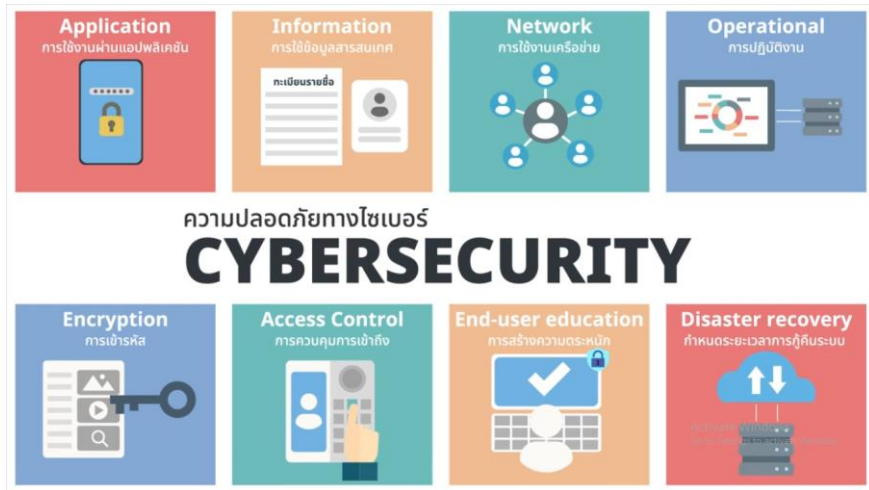 Application
การใช้งานผ่านแอปพลิเคชัน
Information
การใช้ข้อมูลสารสนเทศ
ทะเบียนรายชื่อ
Network
การใช้งานเครือข่าย
Operational
การปฏิบัติงาน
ความปลอดภัยทางไซเบอร์
CYBERSECURITY
Encryption
การเข้ารหัส
Access Control
การควบคุมการเข้าถึง
End-user education
การสร้างความตระหนัก
Disaster recovery
กำหนดระยะเวลาการกู้คืนระบบ
Activate Windows